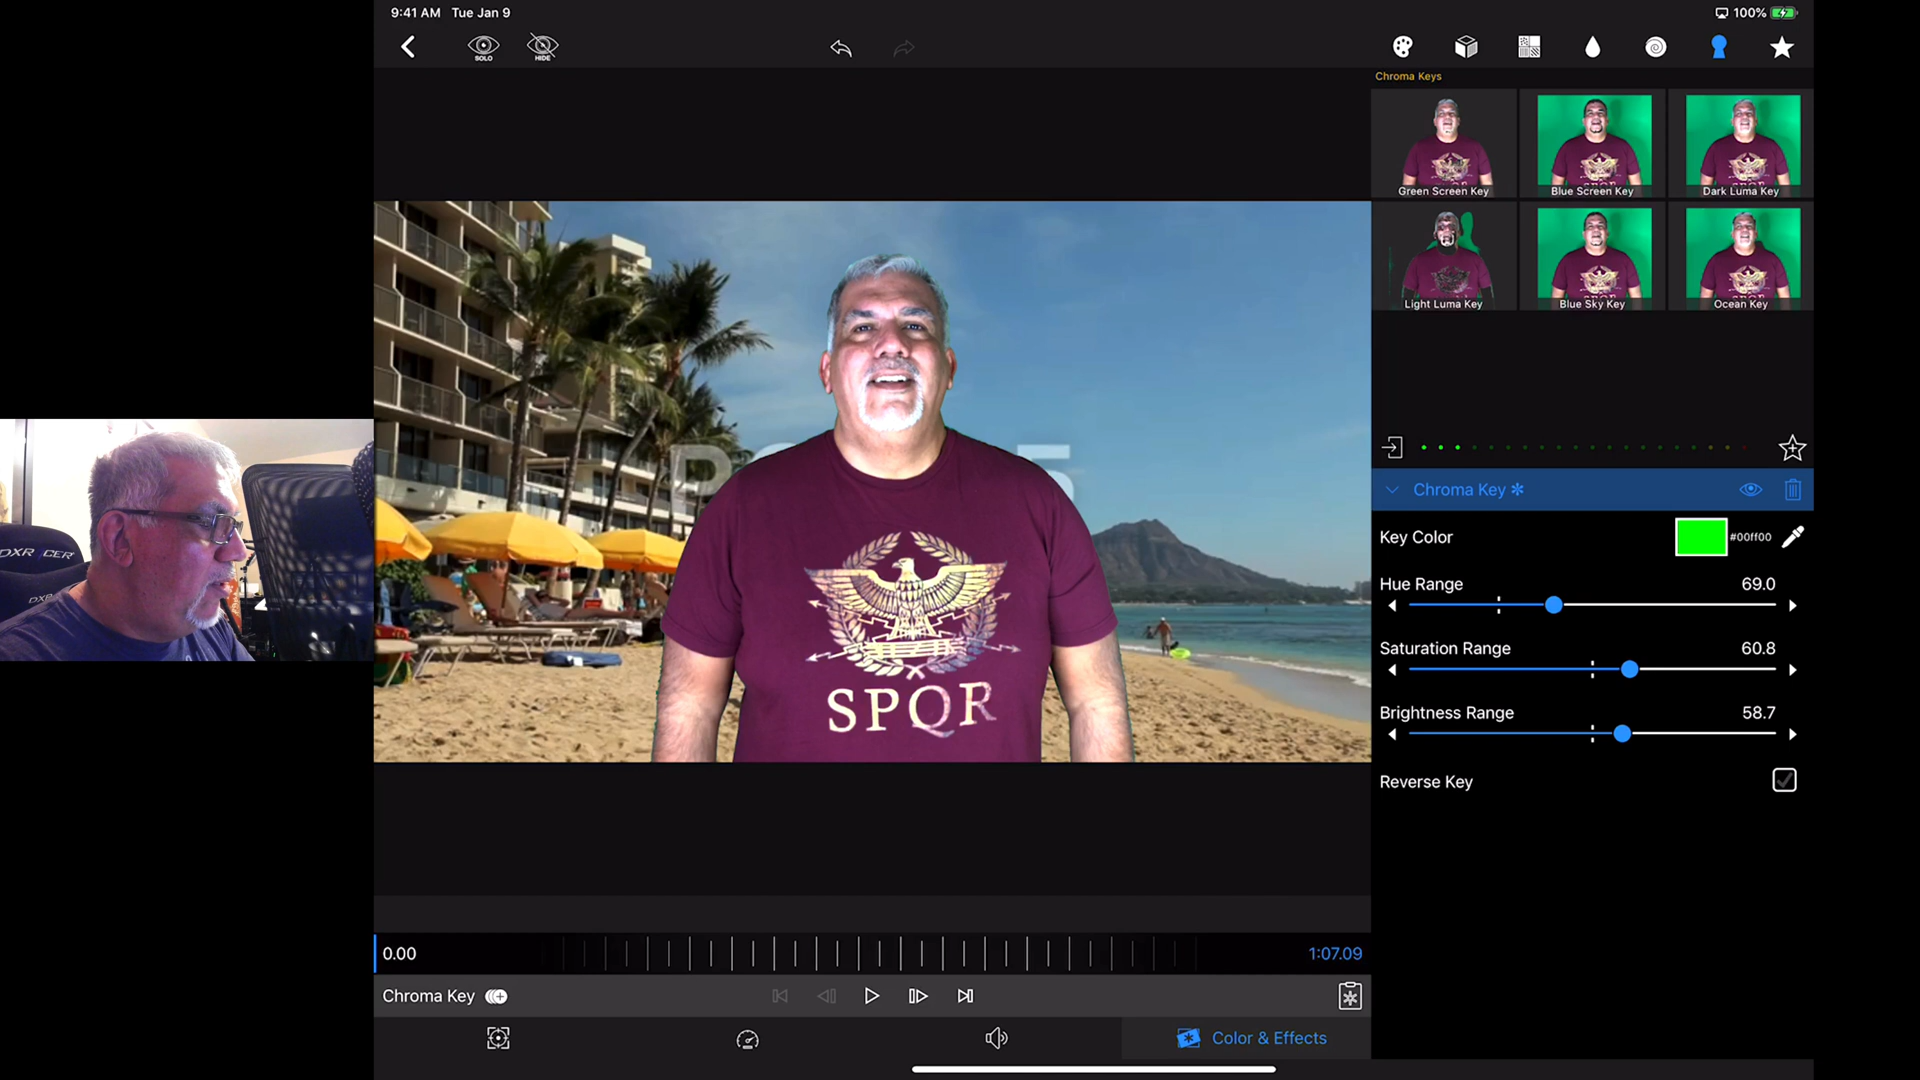 9:41 AM Tue Jan 9
100%
SOLO
HIDE
Chroma Keys
Green Screen Key
Blue Screen Key
Dark Luma Key
Light Luma Key
Blue Sky Key
Ocean Key
Chroma Key
Key Color
#00ff00
Hue Range
69.0
Saturation Range
60.8
Brightness Range
58.7
Reverse Key
SPQR
DXRACER
0.00
1:07.09
Chroma Key
Color & Effects